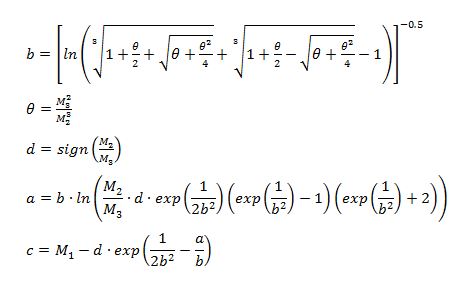 b = [ln(∛(1 + θ/2 + √(θ + θ²/4)) + ∛(1 + θ/2 − √(θ + θ²/4)) − 1)]^−0.5
θ = M₃²/M₂³
d = sign(M₂/M₃)
a = b · ln(M₂/M₃ · d · exp(1/2b²)(exp(1/b²) − 1)(exp(1/b²) + 2))
c = M₁ − d · exp(1/2b² − a/b)